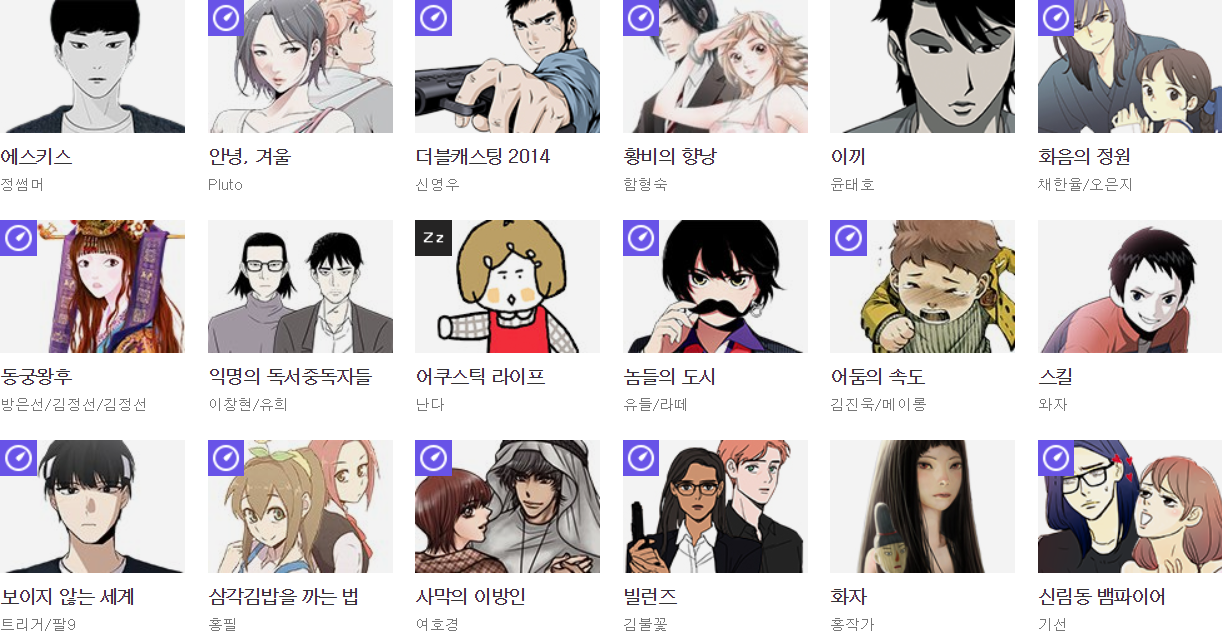 에스키스
정썸머
안녕, 겨울
Pluto
더블캐스팅 2014
신영우
황비의 향낭
함형숙
이끼
윤태호
화음의 정원
채한율/오은지
동궁왕후
방은선/김정선/김정선
익명의 독서중독자들
이창현/유희
Zz
어쿠스틱 라이프
난다
놈들의 도시
유들/라떼
어둠의 속도
김진욱/메이롱
스킬
와자
보이지 않는 세계
트리거/팔9
삼각김밥을 까는 법
홍필
사막의 이방인
여호경
빌런즈
김불꽃
화자
홍작가
신림동 뱀파이어
기선